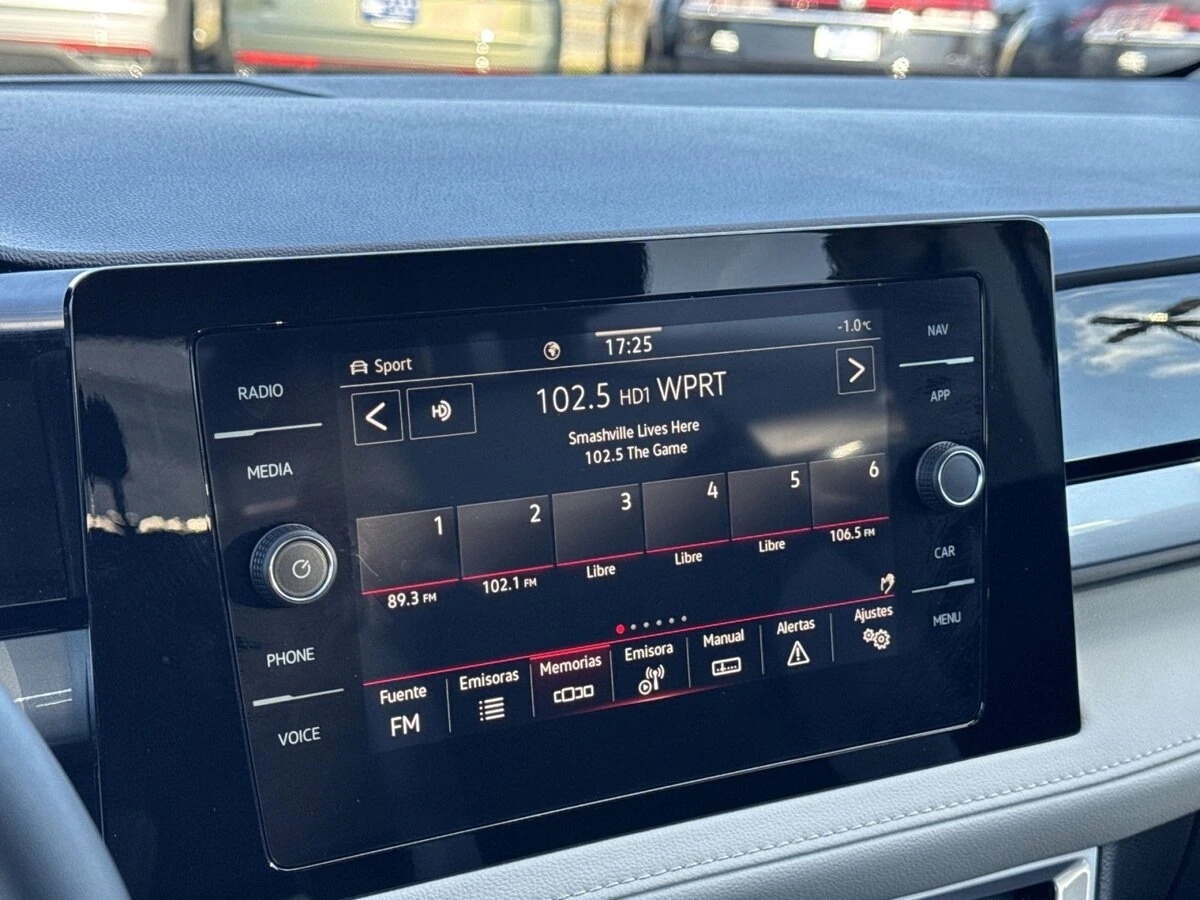 RADIO
MEDIA
PHONE
VOICE
Sport
17:25
-1.0°C
HD
102.5 HD1 WPRT
Smashville Lives Here
102.5 The Game
1
2
3
4
5
6
89.3 FM
102.1 FM
Libre
Libre
Libre
106.5 FM
Fuente
FM
Emisoras
Memorias
Emisora
Manual
Alertas
Ajustes
NAV
APP
CAR
MENU